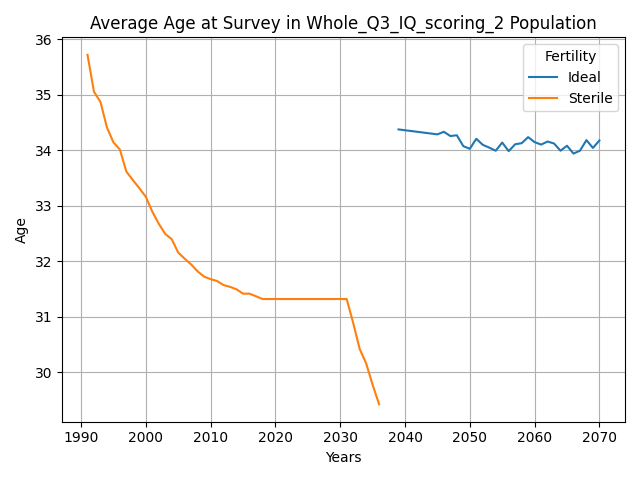 Average Age at Survey in Whole_Q3_IQ_scoring_2 Population
36
35
34
33
32
31
30
Age
Fertility
Ideal
Sterile
1990 2000 2010 2020 2030 2040 2050 2060 2070
Years